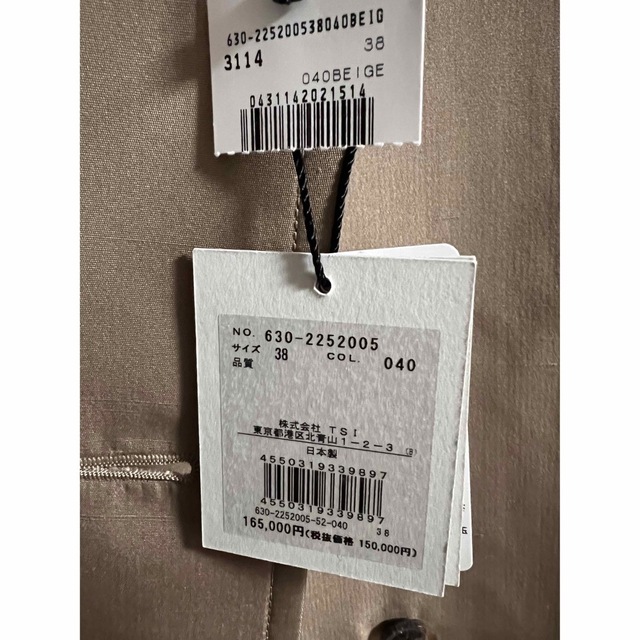 630-225200538040BEIG
3114
38
040BEIGE
0431142021514
NO. 630-2252005
サイズ 38 COL. 040
品質
株式会社 TSI
東京都港区北青山1-2-3 (B)
日本製
4550319339897
4550319339897
630-2252005-52-040 38
165,000円(税抜価格 150,000円)